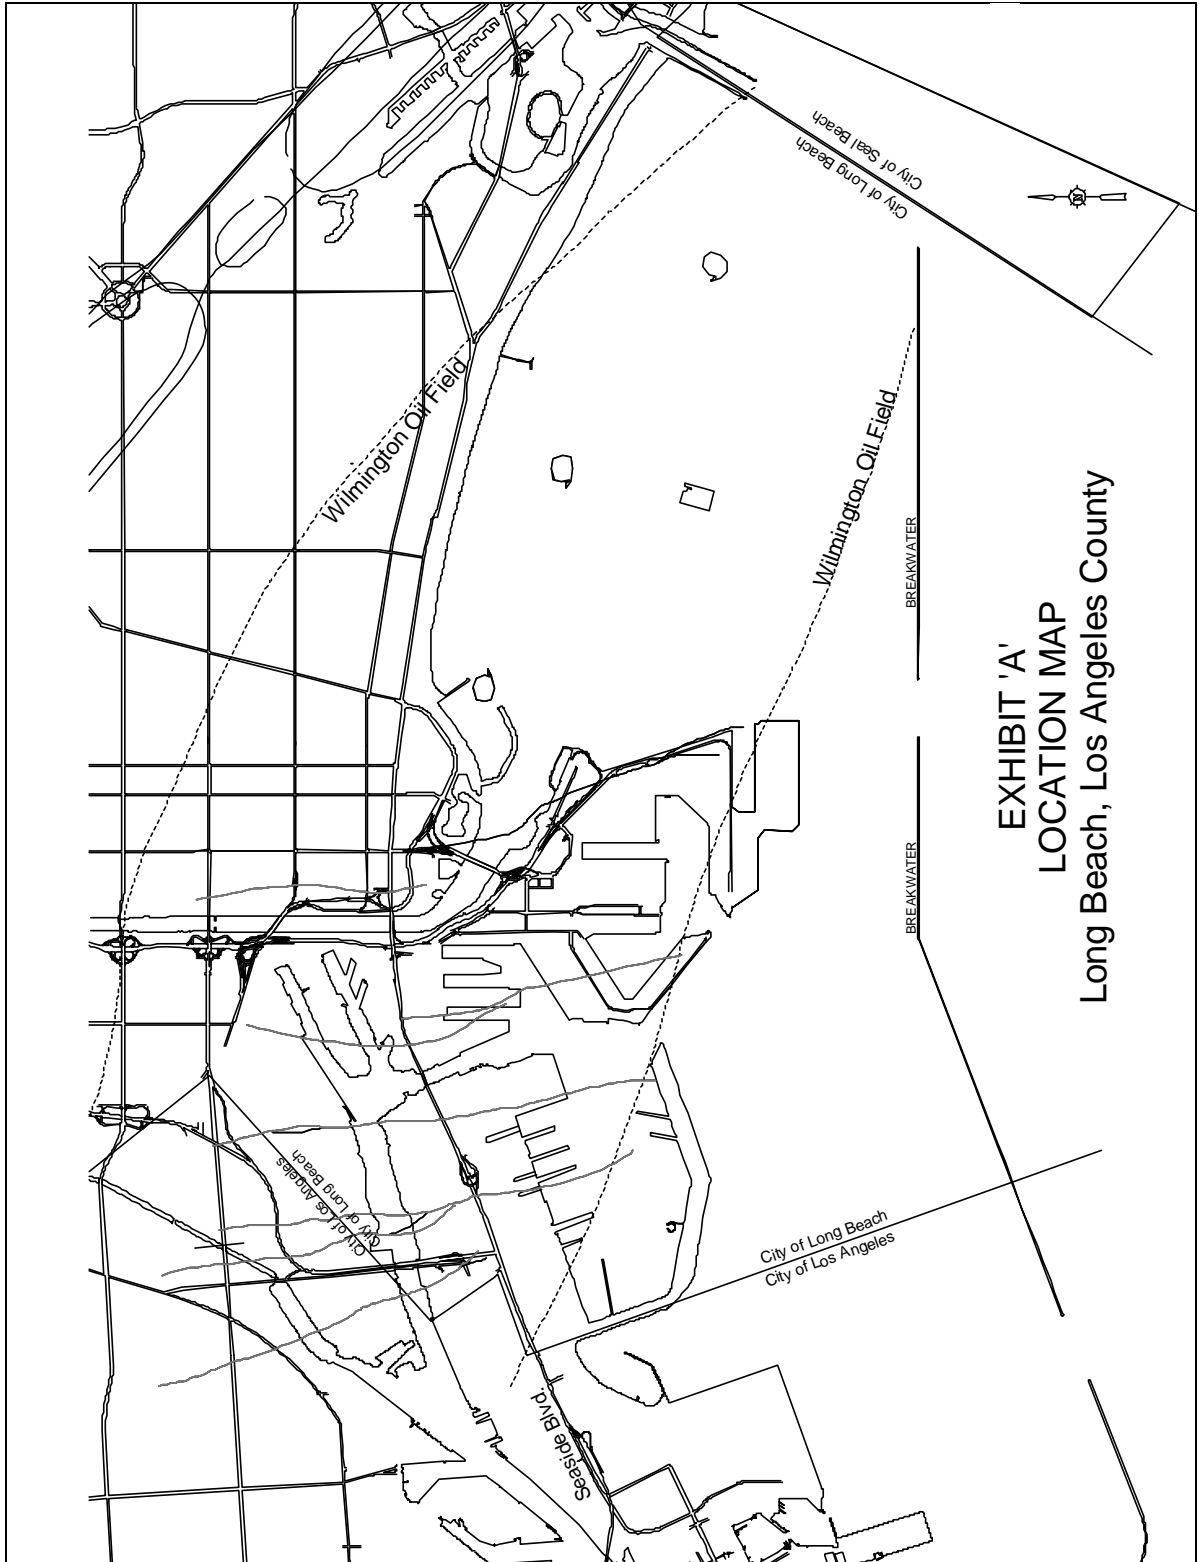 City of Seal Beach
City of Long Beach
N
Wilmington Oil Field
Wilmington Oil Field
BREAKWATER
EXHIBIT 'A'
LOCATION MAP
Long Beach, Los Angeles County
BREAKWATER
City of Los Angeles
City of Long Beach
City of Long Beach
City of Los Angeles
Seaside Blvd.